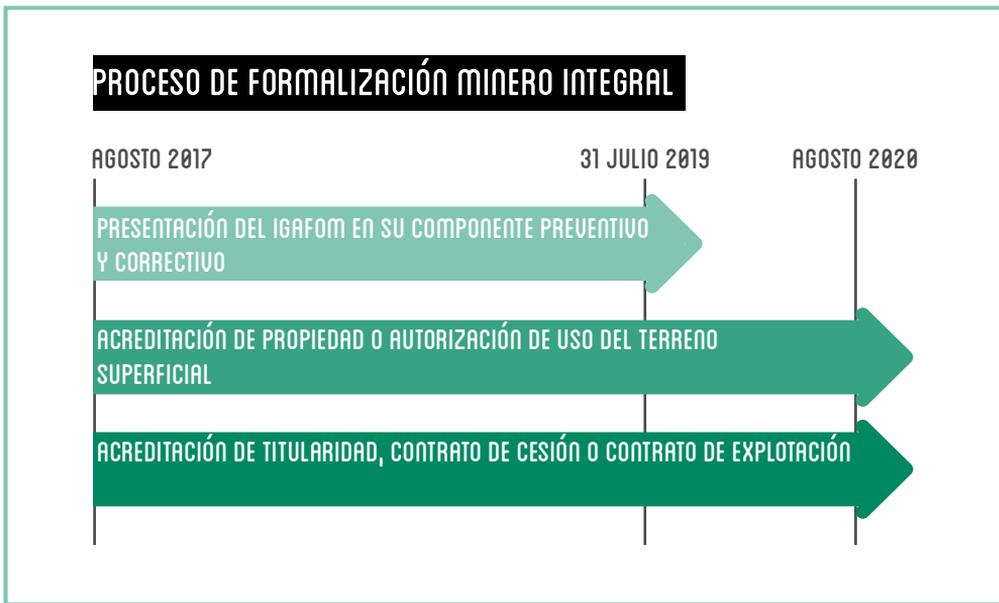 PROCESO DE FORMALIZACIÓN MINERO INTEGRAL
AGOSTO 2017
31 JULIO 2019
AGOSTO 2020
PRESENTACIÓN DEL IGAFOM EN SU COMPONENTE PREVENTIVO
Y CORRECTIVO
ACREDITACIÓN DE PROPIEDAD O AUTORIZACIÓN DE USO DEL TERRENO
SUPERFICIAL
ACREDITACIÓN DE TITULARIDAD, CONTRATO DE CESIÓN O CONTRATO DE EXPLOTACIÓN